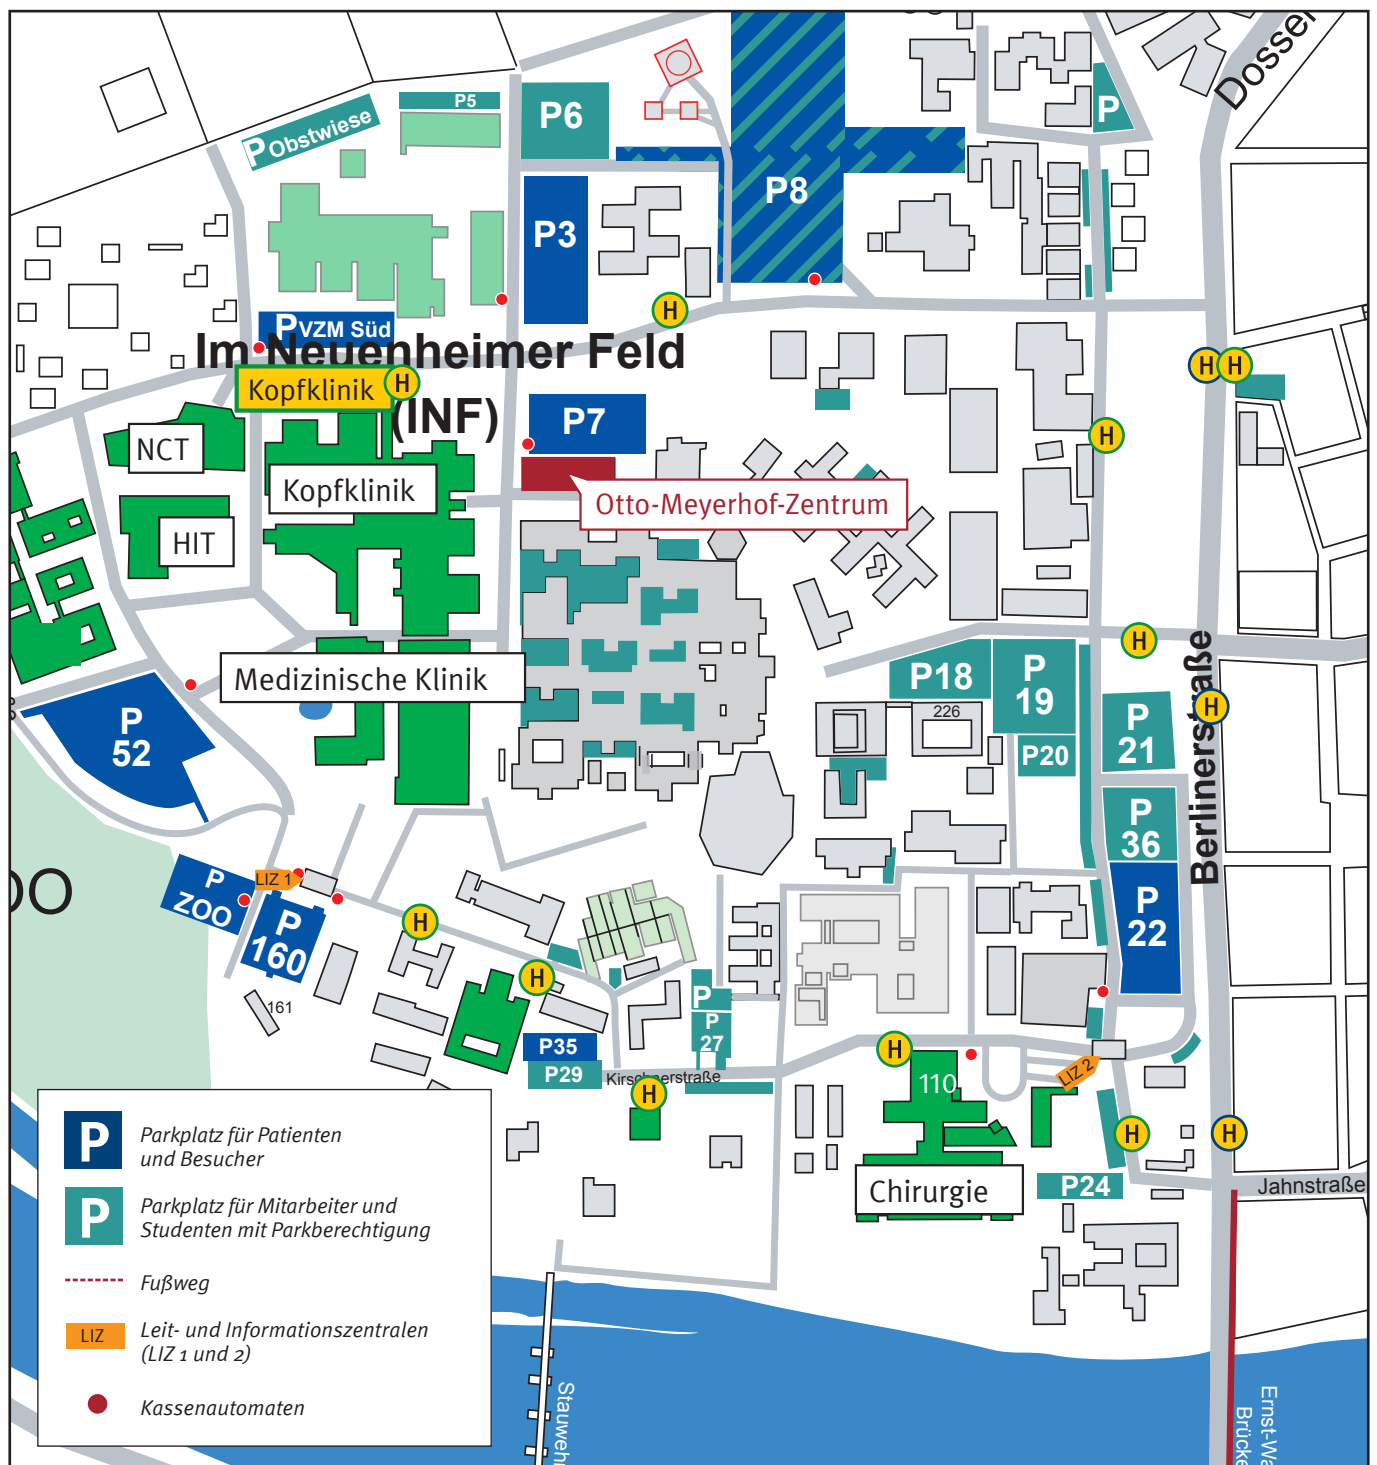 Dossen
P5
P6
P
P Obstwiese
P8
P3
H
P VZM Süd
Im Neuenheimer Feld
(INF)
H
H
Kopfklinik
H
P7
H
NCT
Kopfklinik
Otto-Meyerhof-Zentrum
HIT
H
P18
P
19
Medizinische Klinik
P
52
226
P
21
H
P20
Berlinerstraße
P
36
P
ZOO
LIZ 1
OO
P
22
P
160
H
H
P
161
P
27
P35
P29
Kirschnerstraße
H
H
LIZ 2
110
H
H
P
Parkplatz für Patienten
und Besucher
P
Parkplatz für Mitarbeiter und
Studenten mit Parkberechtigung
Fußweg
LIZ
Leit- und Informationszentralen
(LIZ 1 und 2)
Kassenautomaten
Chirurgie
P24
Jahnstraße
Stauwehr
Ernst-Wa
Brücke